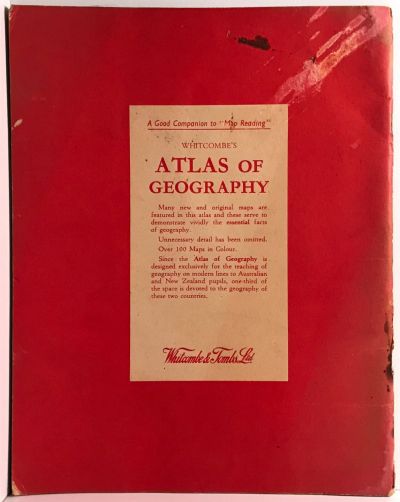 A Good Companion to "Map Reading"
WHITCOMBE'S
ATLAS OF
GEOGRAPHY
Many new and original maps are
featured in this atlas and these serve to
demonstrate vividly the essential facts
of geography.
Unnecessary detail has been omitted.
Over 100 Maps in Colour.
Since the Atlas of Geography is
designed exclusively for the teaching of
geography on modern lines to Australian
and New Zealand pupils, one-third of
the space is devoted to the geography of
these two countries.
Whitcombe & Tombs Ltd